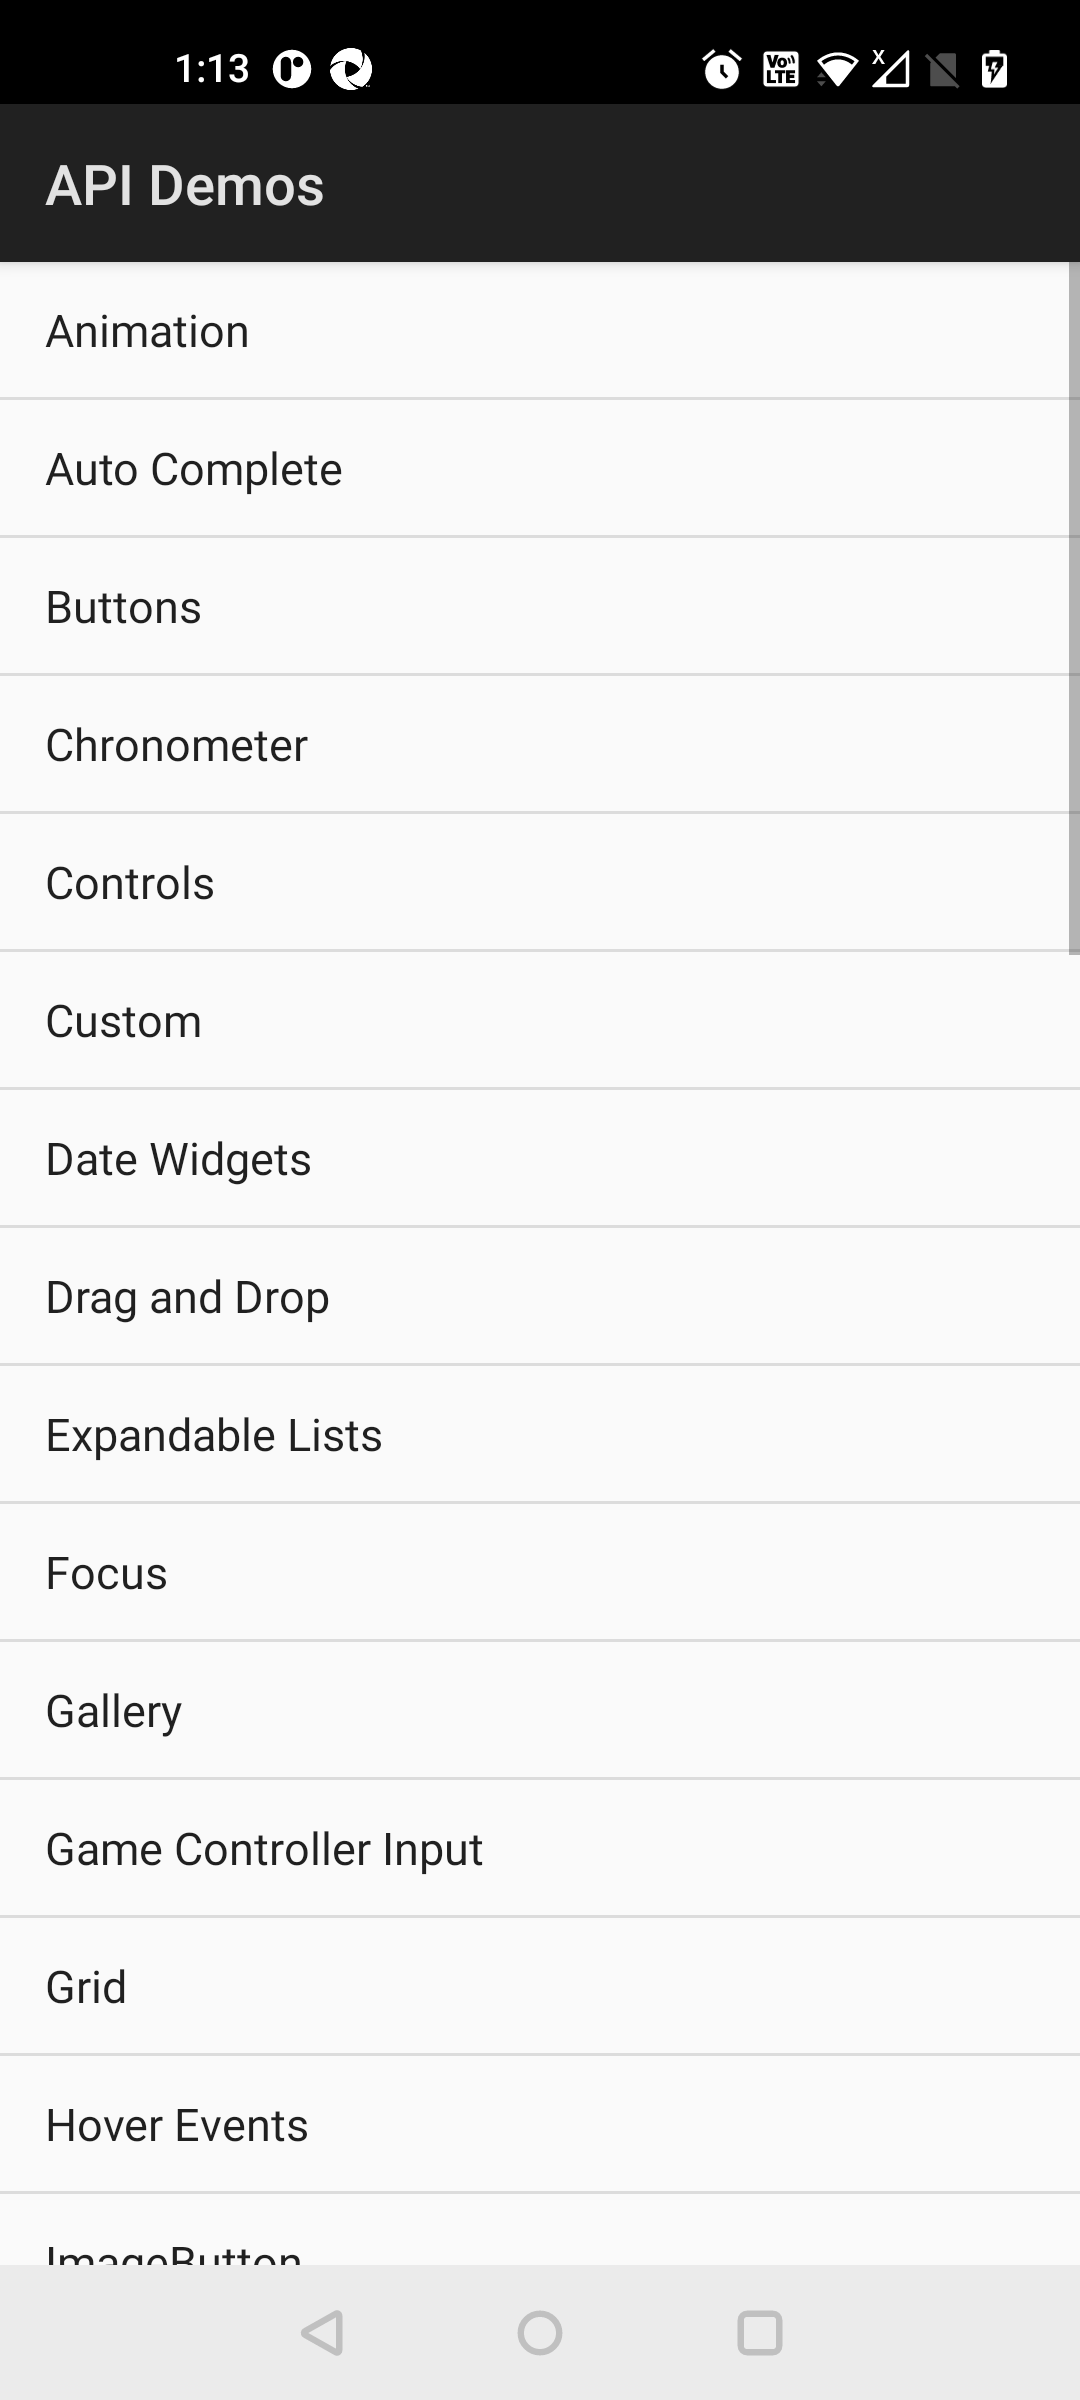 1:13
Vo)) LTE
X
API Demos
Animation
Auto Complete
Buttons
Chronometer
Controls
Custom
Date Widgets
Drag and Drop
Expandable Lists
Focus
Gallery
Game Controller Input
Grid
Hover Events
ImageButton